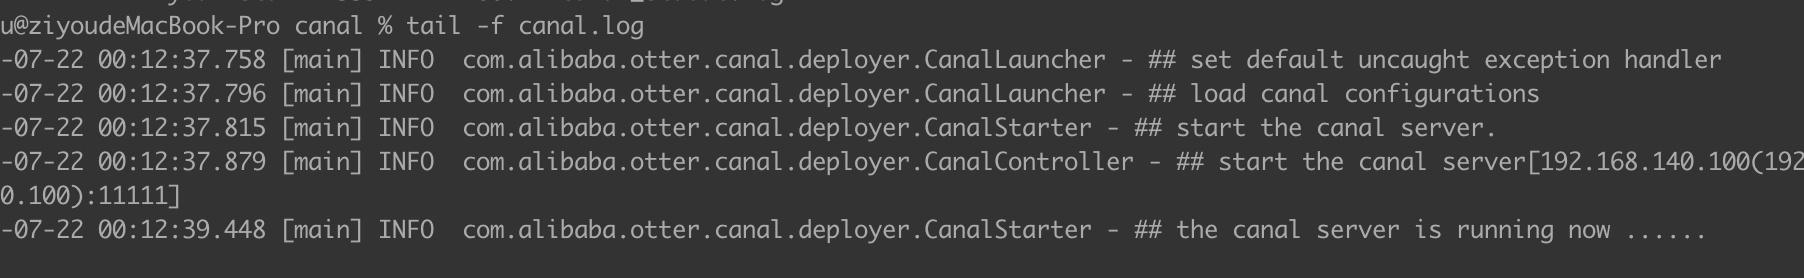 u@ziyoudeMacBook-Pro canal % tail -f canal.log
-07-22 00:12:37.758 [main] INFO  com.alibaba.otter.canal.deployer.CanalLauncher - ## set default uncaught exception handler
-07-22 00:12:37.796 [main] INFO  com.alibaba.otter.canal.deployer.CanalLauncher - ## load canal configurations
-07-22 00:12:37.815 [main] INFO  com.alibaba.otter.canal.deployer.CanalStarter - ## start the canal server.
-07-22 00:12:37.879 [main] INFO  com.alibaba.otter.canal.deployer.CanalController - ## start the canal server[192.168.140.100(192
0.100):11111]
-07-22 00:12:39.448 [main] INFO  com.alibaba.otter.canal.deployer.CanalStarter - ## the canal server is running now ......